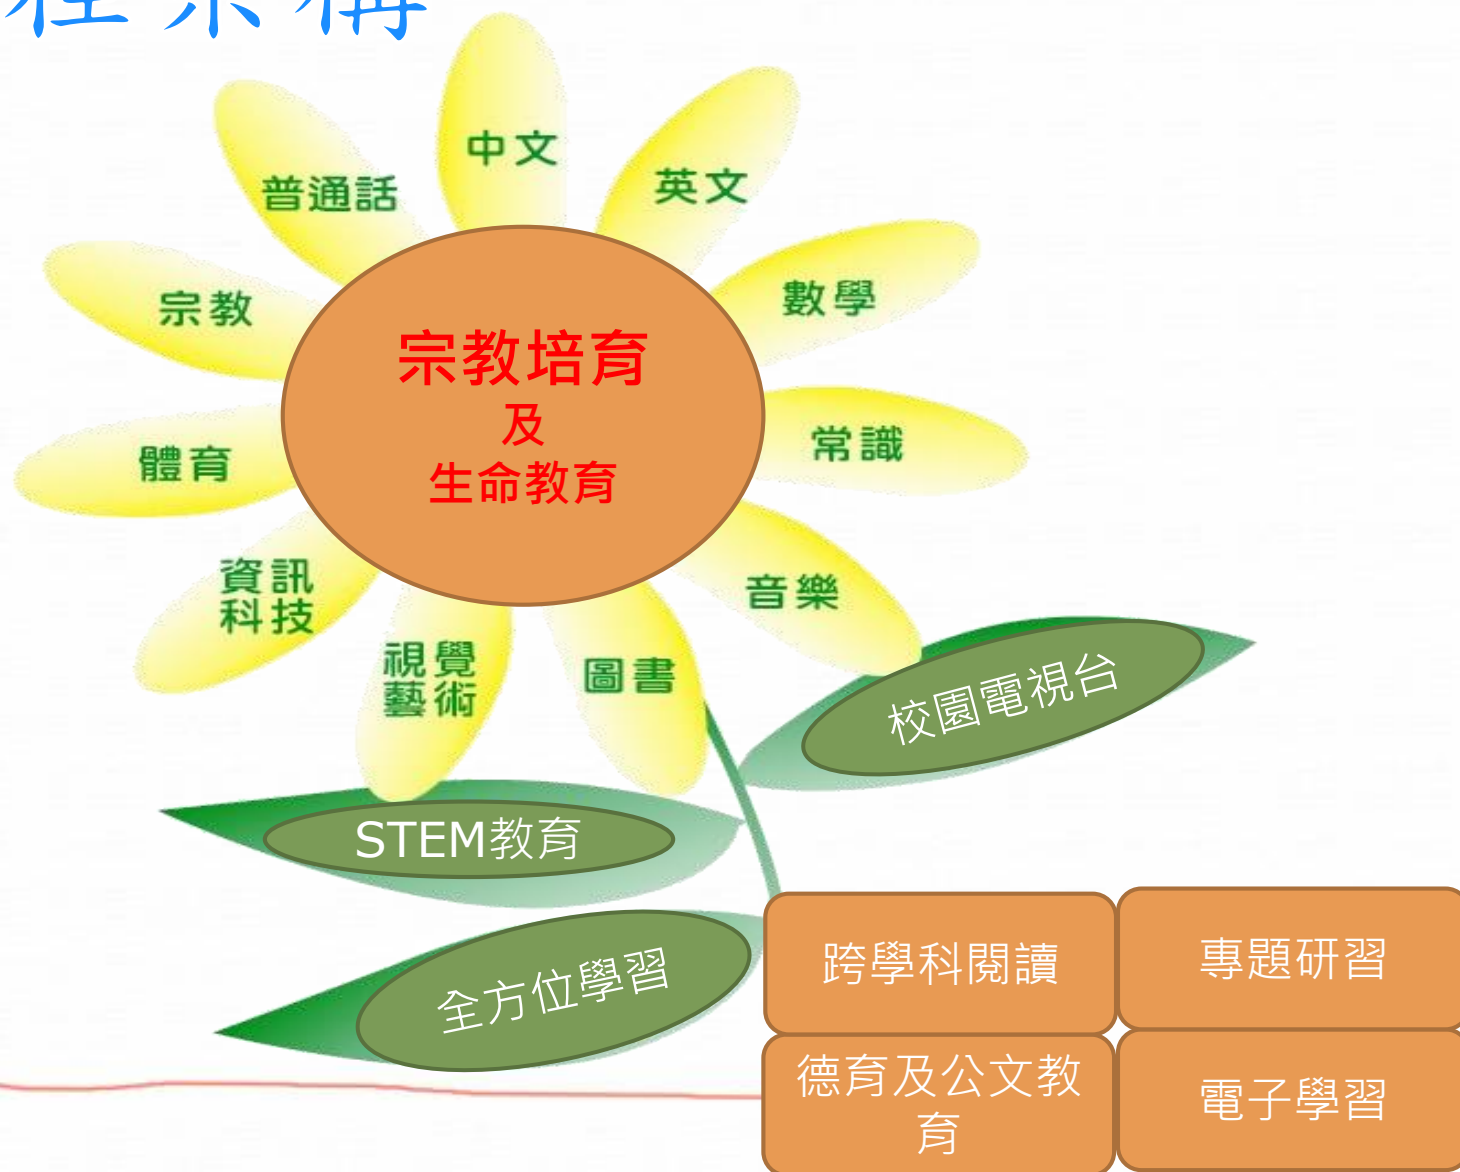 程架構
中文
英文
普通話
數學
宗教
宗教培育
及
生命教育
常識
體育
資訊
科技
音樂
視覺
藝術
圖書
校園電視台
STEM教育
全方位學習
跨學科閱讀
專題研習
德育及公文教
育
電子學習